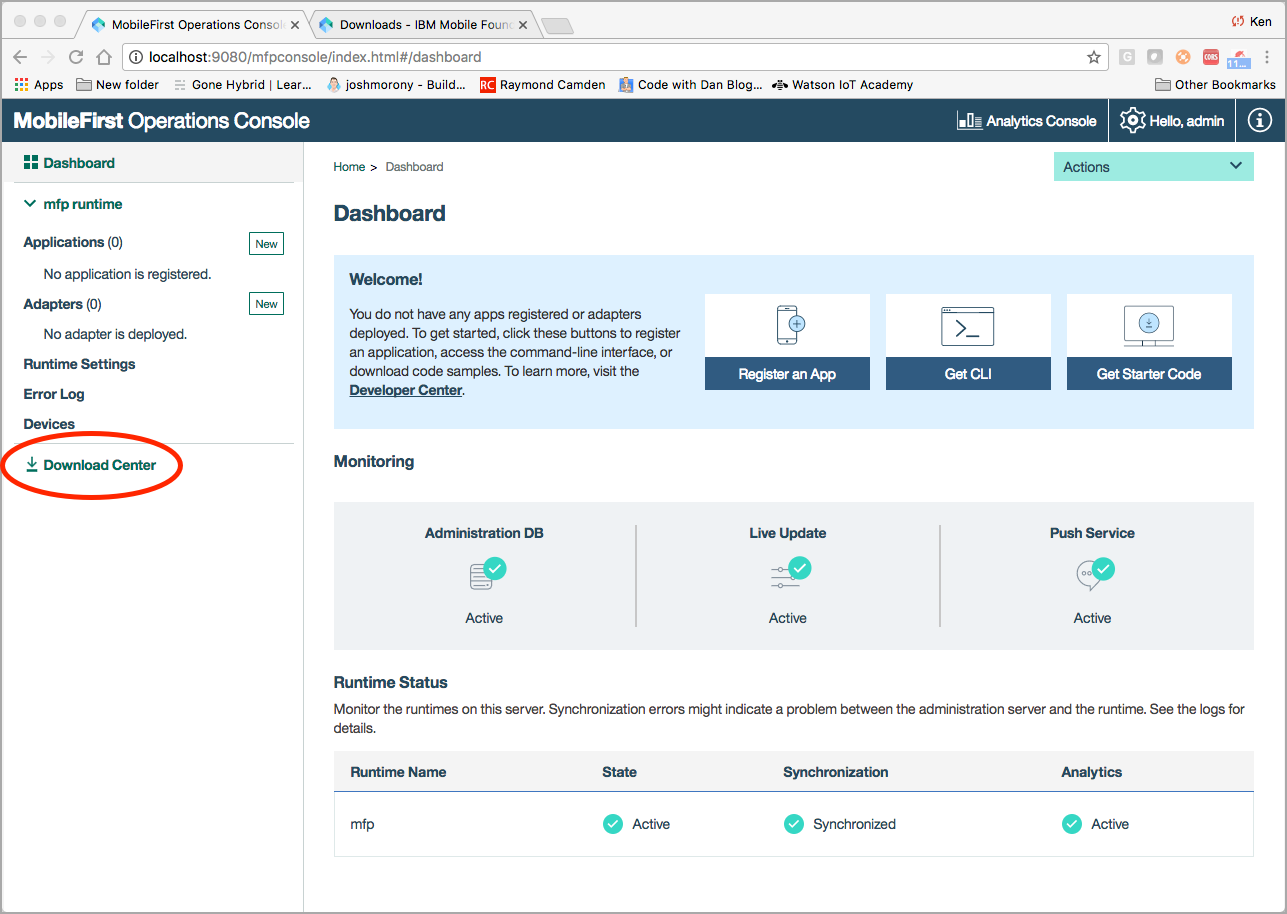 MobileFirst Operations Consol
Downloads - IBM Mobile Foun
Ken
localhost:9080/mfpconsole/index.html#/dashboard
G
CORS
11...
Apps
New folder
Gone Hybrid | Lear...
joshmorony - Build...
RC Raymond Camden
Code with Dan Blog...
Watson IoT Academy
Other Bookmarks
MobileFirst Operations Console
Analytics Console
Hello, admin
Dashboard
mfp runtime
Applications (0)
New
No application is registered.
Adapters (0)
New
No adapter is deployed.
Runtime Settings
Error Log
Devices
Download Center
Home > Dashboard
Actions
Dashboard
Welcome!
You do not have any apps registered or adapters
deployed. To get started, click these buttons to register
an application, access the command-line interface, or
download code samples. To learn more, visit the
Developer Center.
Register an App
Get CLI
Get Starter Code
Monitoring
Administration DB
Active
Live Update
Active
Push Service
Active
Runtime Status
Monitor the runtimes on this server. Synchronization errors might indicate a problem between the administration server and the runtime. See the logs for
details.
Runtime Name State Synchronization Analytics
mfp Active Synchronized Active